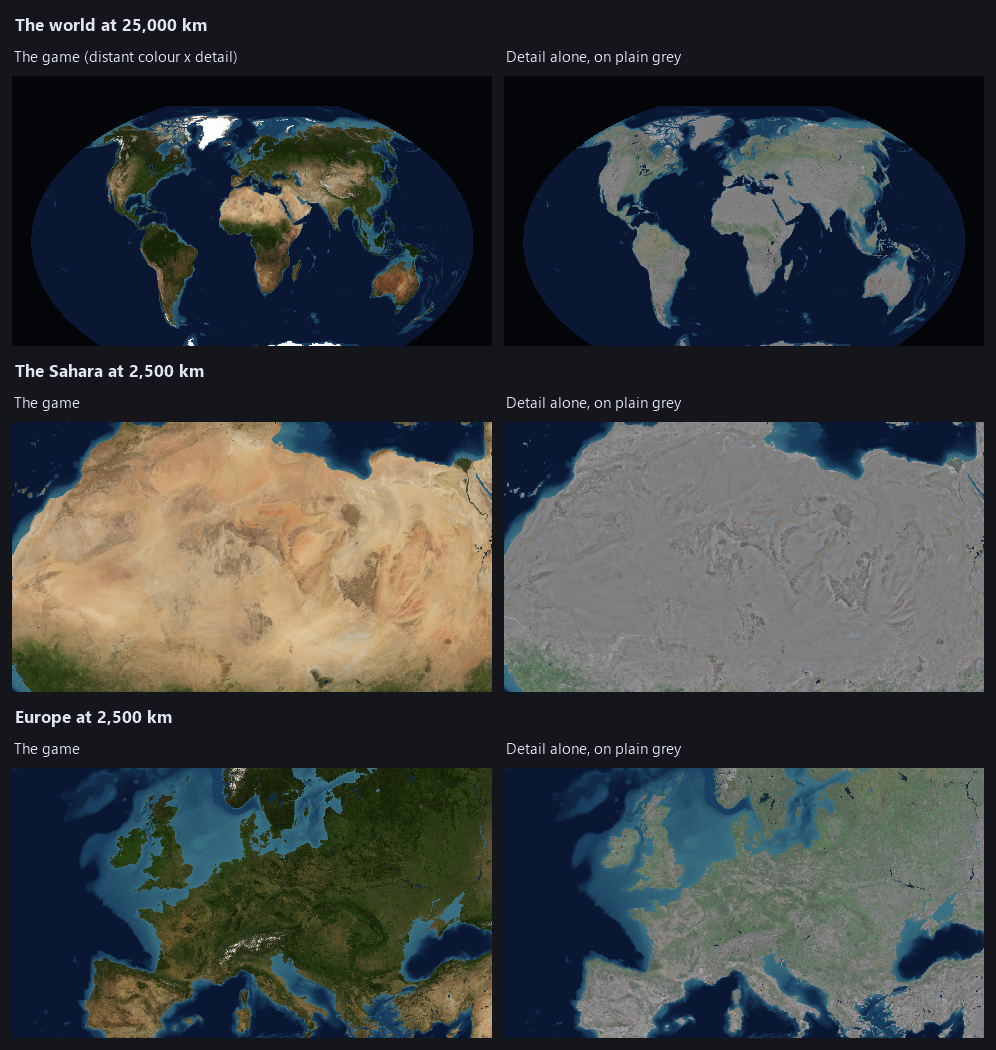 The world at 25,000 km
The game (distant colour x detail)
Detail alone, on plain grey
The Sahara at 2,500 km
The game
Detail alone, on plain grey
Europe at 2,500 km
The game
Detail alone, on plain grey